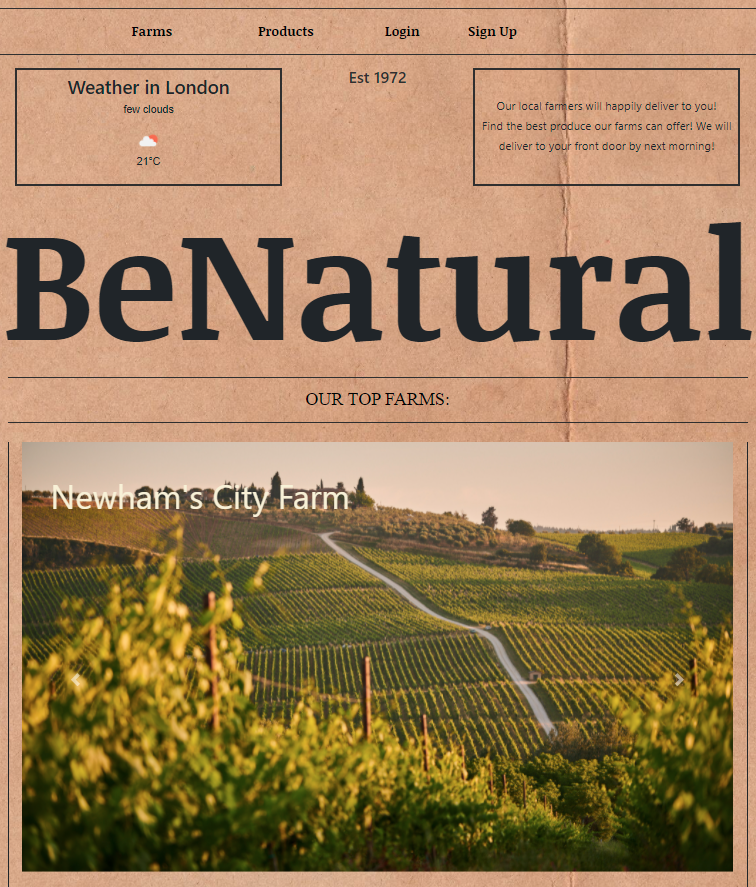 Farms Products Login Sign Up
Weather in London
few clouds
21°C
Est 1972
Our local farmers will happily deliver to you!
Find the best produce our farms can offer! We will
deliver to your front door by next morning!
BeNatural
OUR TOP FARMS:
Newham's City Farm